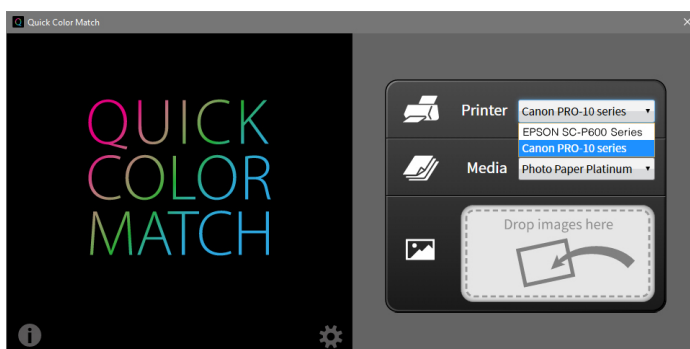 Quick Color Match
QUICK
COLOR
MATCH
Printer
Canon PRO-10 series
EPSON SC-P600 Series
Canon PRO-10 series
Media
Photo Paper Platinum
Drop images here